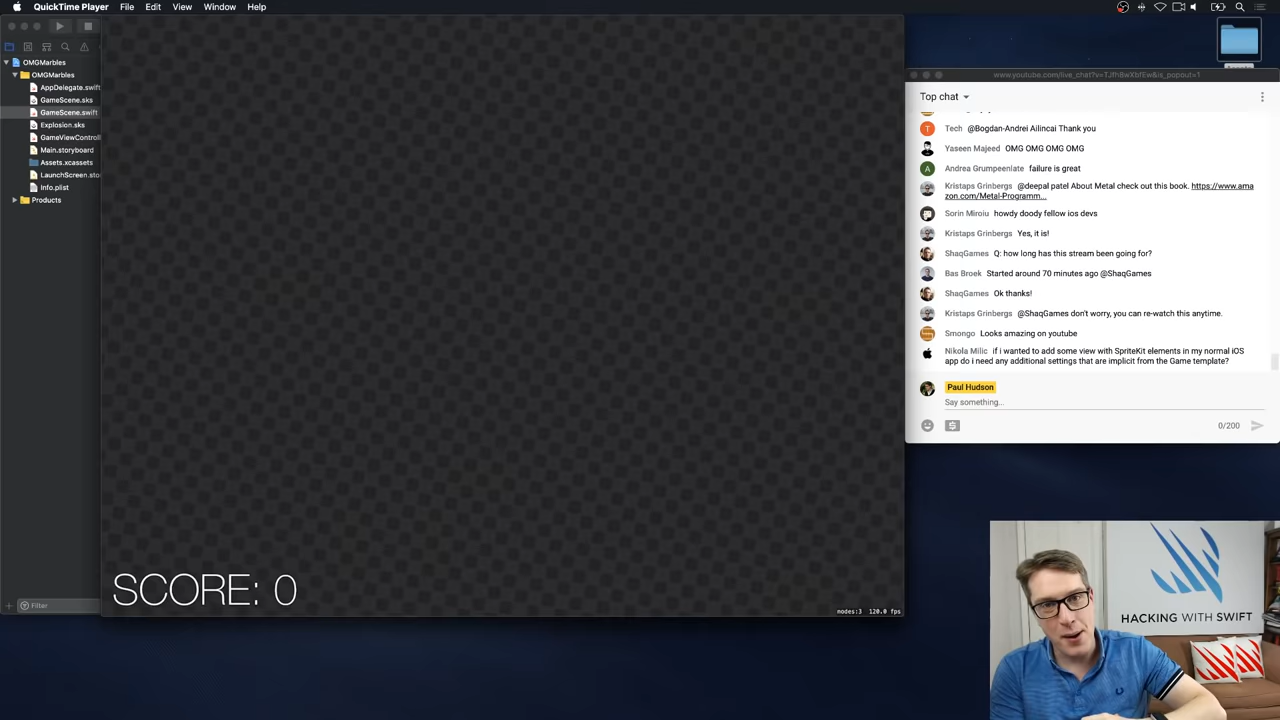 QuickTime Player File Edit View Window Help
OMGMarbles
OMGMarbles
AppDelegate.swift
GameScene.sks
GameScene.swift
Explosion.sks
GameViewControll
Main.storyboard
Assets.xcassets
LaunchScreen.sto
Info.plist
Products
Filter
SCORE: 0
nodes:3 120.0 fps
Top chat
Tech @Bogdan-Andrei Ailincai Thank you
Yaseen Majeed OMG OMG OMG OMG
Andrea Grumpeeniate failure is great
Kristaps Grinbergs @deepal patel About Metal check out this book. https://www.ama
zon.com/Metal-Programm...
Sorin Miroiu howdy doody fellow ios devs
Kristaps Grinbergs Yes, it is!
ShaqGames Q: how long has this stream been going for?
Bas Broek Started around 70 minutes ago @ShaqGames
ShaqGames Ok thanks!
Kristaps Grinbergs @ShaqGames don't worry, you can re-watch this anytime.
Smongo Looks amazing on youtube
Nikola Milic if i wanted to add some view with SpriteKit elements in my normal iOS
app do i need any additional settings that are implicit from the Game template?
Paul Hudson
Say something...
0/200
HACKING WITH SWIFT